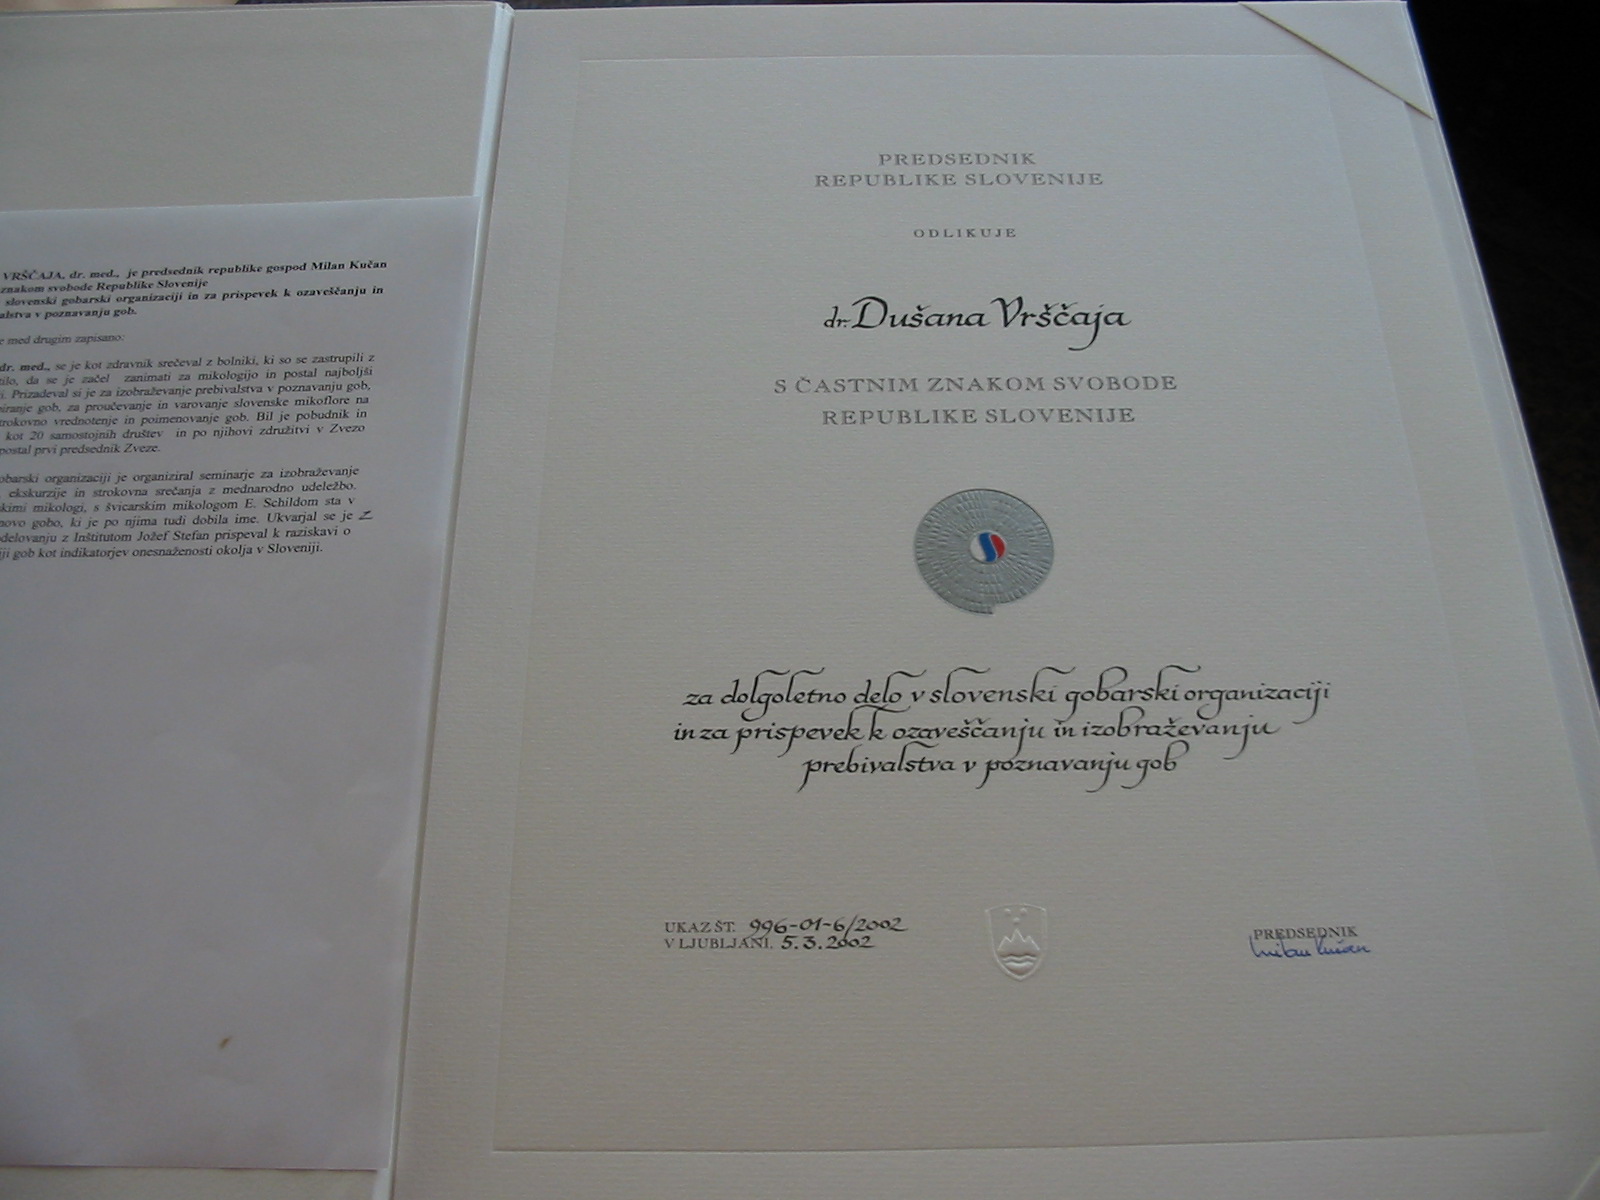 VRŠČAJA, dr. med., je predsednik republike gospod Milan Kučan
znakom svobode Republike Slovenije
slovenski gobarski organizaciji in za prispevek k ozaveščanju in
alstva v poznavanju gob.
e med drugim zapisano:
dr. med., se je kot zdravnik srečeval z bolniki, ki so se zastrupili z
tilo, da se je začel zanimati za mikologijo in postal najboljši
i. Prizadeval si je za izobraževanje prebivalstva v poznavanju gob,
biranje gob, za proučevanje in varovanje slovenske mikoflore na
trokovno vrednotenje in poimenovanje gob. Bil je pobudnik in
kot 20 samostojnih društev in po njihovi združitvi v Zvezo
postal prvi predsednik Zveze.
obarski organizaciji je organiziral seminarje za izobraževanje
ekskurzije in strokovna srečanja z mednarodno udeležbo.
kimi mikologi, s švicarskim mikologom E. Schildom sta v
novo gobo, ki je po njima tudi dobila ime. Ukvarjal se je z
delovanju z Inštitutom Jožef Stefan prispeval k raziskavi o
iji gob kot indikatorjev onesnaženosti okolja v Sloveniji.
PREDSEDNIK
REPUBLIKE SLOVENIJE
ODLIKUJE
dr. Dušana Vrščaja
S ČASTNIM ZNAKOM SVOBODE
REPUBLIKE SLOVENIJE
za dolgoletno delo v slovenski gobarski organizaciji
in za prispevek k ozaveščanju in izobraževanju
prebivalstva v poznavanju gob
UKAZ ŠT. 996-01-6/2002
V LJUBLJANI, 5.3.2002
PREDSEDNIK
Milan Kučan